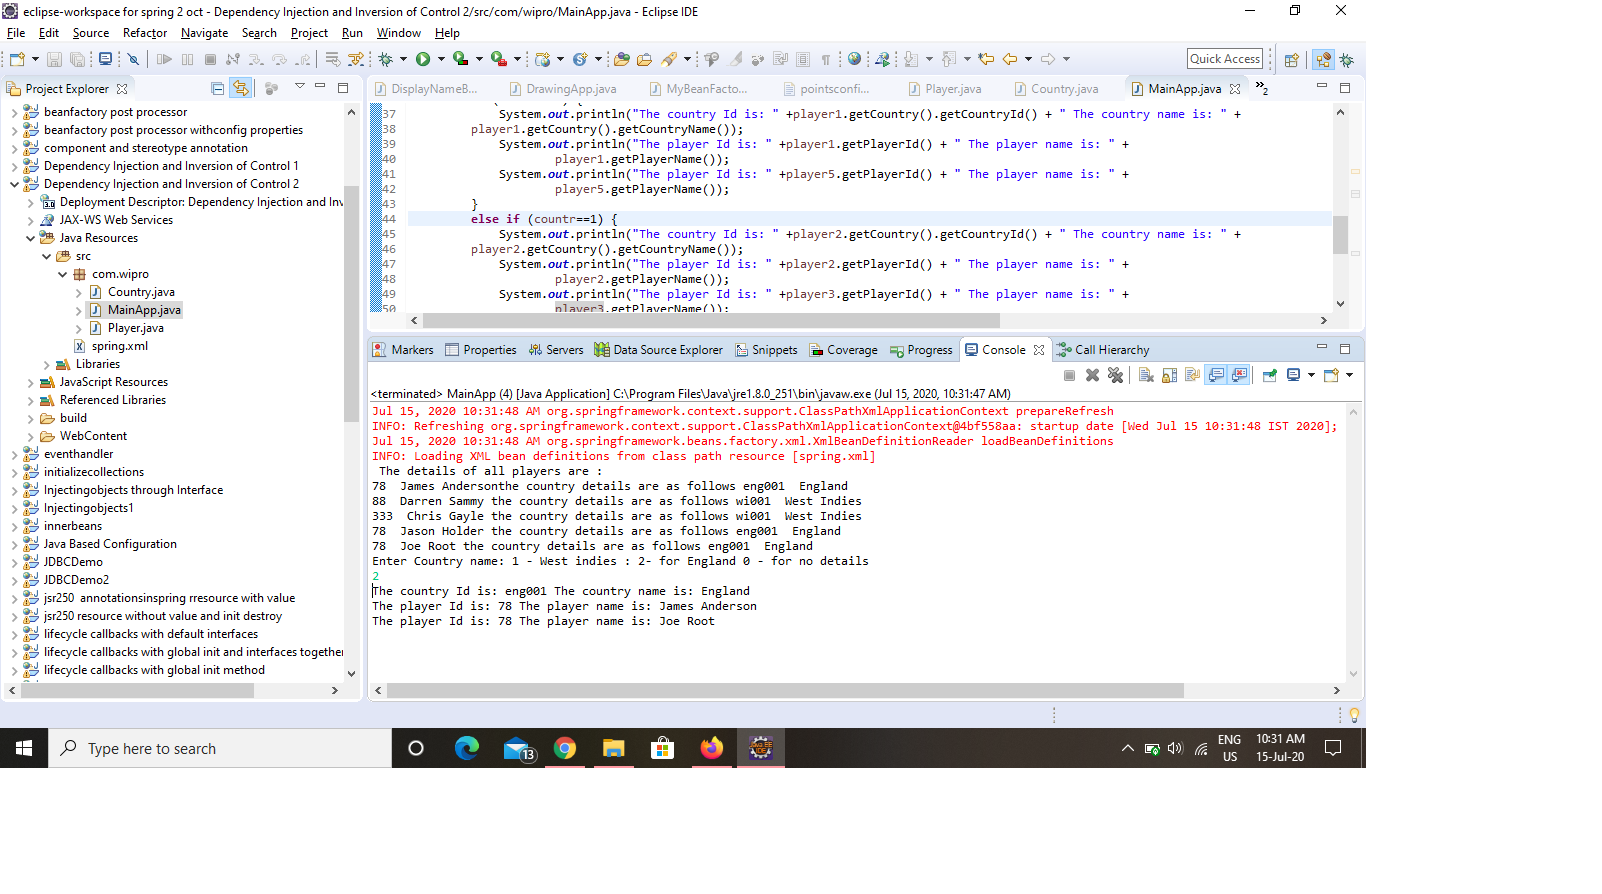 eclipse-workspace for spring 2 oct - Dependency Injection and Inversion of Control 2/src/com/wipro/MainApp.java - Eclipse IDE
File Edit Source Refactor Navigate Search Project Run Window Help
Quick Access
Project Explorer
beanfactory post processor
beanfactory post processor withconfig properties
component and stereotype annotation
Dependency Injection and Inversion of Control 1
Dependency Injection and Inversion of Control 2
Deployment Descriptor: Dependency Injection and Inv
JAX-WS Web Services
Java Resources
src
com.wipro
Country.java
MainApp.java
Player.java
spring.xml
Libraries
JavaScript Resources
Referenced Libraries
build
WebContent
eventhandler
initializecollections
Injectingobjects through Interface
Injectingobjects1
innerbeans
Java Based Configuration
JDBCDemo
JDBCDemo2
jsr250 annotationsinspring rresource with value
jsr250 resource without value and init destroy
lifecycle callbacks with default interfaces
lifecycle callbacks with global init and interfaces together
lifecycle callbacks with global init method
DisplayNameB... DrawingApp.java MyBeanFacto... pointsconfi... Player.java Country.java MainApp.java »2
37 System.out.println("The country Id is: " +player1.getCountry().getCountryId() + " The country name is: " +
38 player1.getCountry().getCountryName());
39 System.out.println("The player Id is: " +player1.getPlayerId() + " The player name is: " +
40 player1.getPlayerName());
41 System.out.println("The player Id is: " +player5.getPlayerId() + " The player name is: " +
42 player5.getPlayerName());
43 }
44 else if (countr==1) {
45 System.out.println("The country Id is: " +player2.getCountry().getCountryId() + " The country name is: " +
46 player2.getCountry().getCountryName());
47 System.out.println("The player Id is: " +player2.getPlayerId() + " The player name is: " +
48 player2.getPlayerName());
49 System.out.println("The player Id is: " +player3.getPlayerId() + " The player name is: " +
50 player3.getPlayerName());
Markers Properties Servers Data Source Explorer Snippets Coverage Progress Console Call Hierarchy
<terminated> MainApp (4) [Java Application] C:\Program Files\Java\jre1.8.0_251\bin\javaw.exe (Jul 15, 2020, 10:31:47 AM)
Jul 15, 2020 10:31:48 AM org.springframework.context.support.ClassPathXmlApplicationContext prepareRefresh
INFO: Refreshing org.springframework.context.support.ClassPathXmlApplicationContext@4bf558aa: startup date [Wed Jul 15 10:31:48 IST 2020];
Jul 15, 2020 10:31:48 AM org.springframework.beans.factory.xml.XmlBeanDefinitionReader loadBeanDefinitions
INFO: Loading XML bean definitions from class path resource [spring.xml]
The details of all players are :
78 James Andersonthe country details are as follows eng001 England
88 Darren Sammy the country details are as follows wi001 West Indies
333 Chris Gayle the country details are as follows wi001 West Indies
78 Jason Holder the country details are as follows eng001 England
78 Joe Root the country details are as follows eng001 England
Enter Country name: 1 - West indies : 2- for England 0 - for no details
2
The country Id is: eng001 The country name is: England
The player Id is: 78 The player name is: James Anderson
The player Id is: 78 The player name is: Joe Root
Type here to search
13
ENG
US
10:31 AM
15-Jul-20